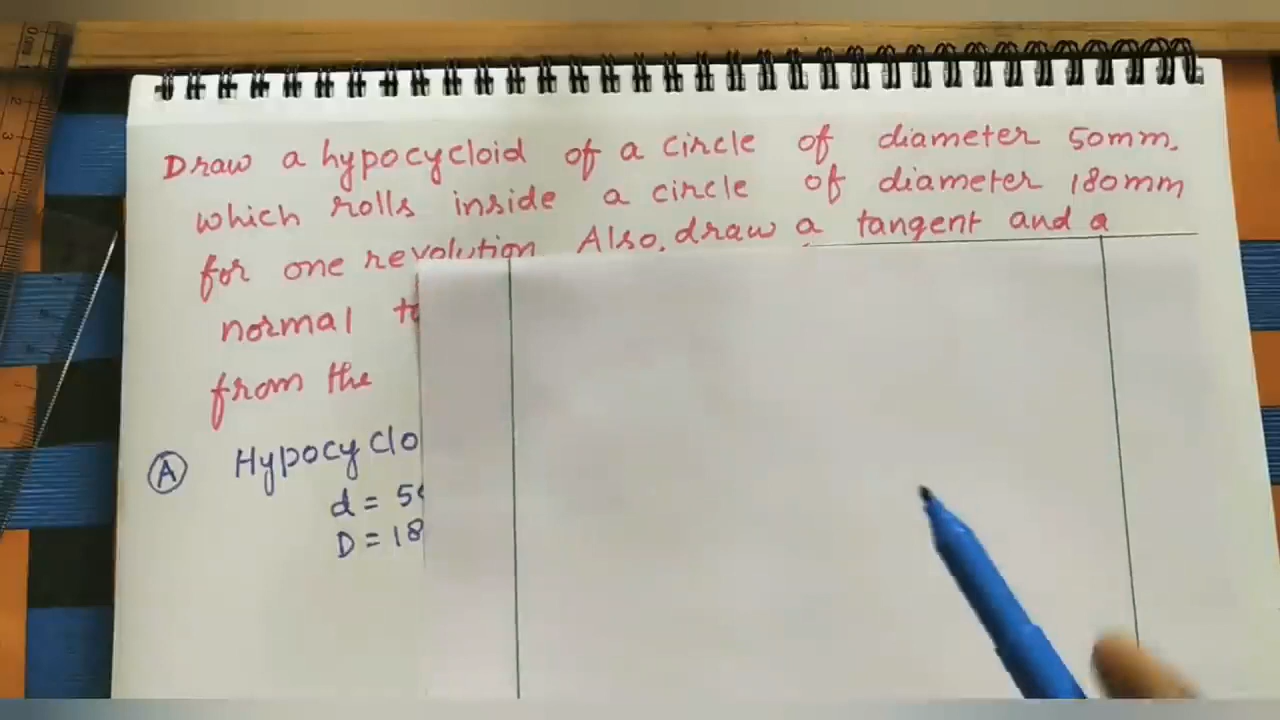 Draw a hypocycloid of a circle of diameter 50mm.
which rolls inside a circle of diameter 180mm
for one revolution Also, draw a tangent and a
normal
from the
A Hypocyclo
d = 5
D = 18